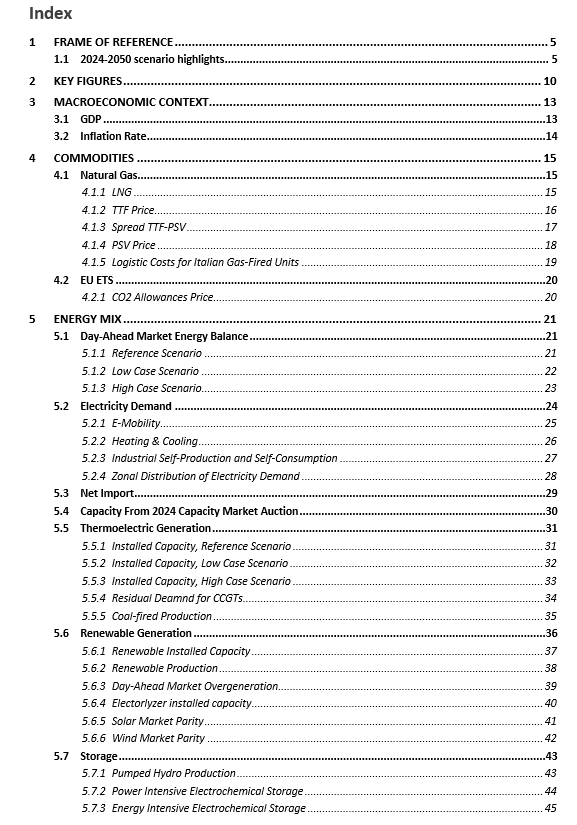 Index
1 FRAME OF REFERENCE 5
1.1 2024-2050 scenario highlights 5
2 KEY FIGURES 10
3 MACROECONOMIC CONTEXT 13
3.1 GDP 13
3.2 Inflation Rate 14
4 COMMODITIES 15
4.1 Natural Gas 15
4.1.1 LNG 15
4.1.2 TTF Price 16
4.1.3 Spread TTF-PSV 17
4.1.4 PSV Price 18
4.1.5 Logistic Costs for Italian Gas-Fired Units 19
4.2 EU ETS 20
4.2.1 CO2 Allowances Price 20
5 ENERGY MIX 21
5.1 Day-Ahead Market Energy Balance 21
5.1.1 Reference Scenario 21
5.1.2 Low Case Scenario 22
5.1.3 High Case Scenario 23
5.2 Electricity Demand 24
5.2.1 E-Mobility 25
5.2.2 Heating & Cooling 26
5.2.3 Industrial Self-Production and Self-Consumption 27
5.2.4 Zonal Distribution of Electricity Demand 28
5.3 Net Import 29
5.4 Capacity From 2024 Capacity Market Auction 30
5.5 Thermoelectric Generation 31
5.5.1 Installed Capacity, Reference Scenario 31
5.5.2 Installed Capacity, Low Case Scenario 32
5.5.3 Installed Capacity, High Case Scenario 33
5.5.4 Residual Deamnd for CCGTs 34
5.5.5 Coal-fired Production 35
5.6 Renewable Generation 36
5.6.1 Renewable Installed Capacity 37
5.6.2 Renewable Production 38
5.6.3 Day-Ahead Market Overgeneration 39
5.6.4 Electorlyzer installed capacity 40
5.6.5 Solar Market Parity 41
5.6.6 Wind Market Parity 42
5.7 Storage 43
5.7.1 Pumped Hydro Production 43
5.7.2 Power Intensive Electrochemical Storage 44
5.7.3 Energy Intensive Electrochemical Storage 45